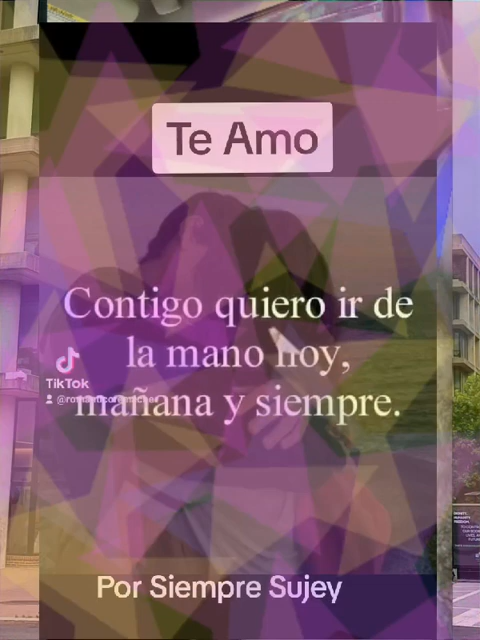 Te Amo
Contigo quiero ir de
la mano hoy,
mañana y siempre.
TikTok
Por Siempre Sujey